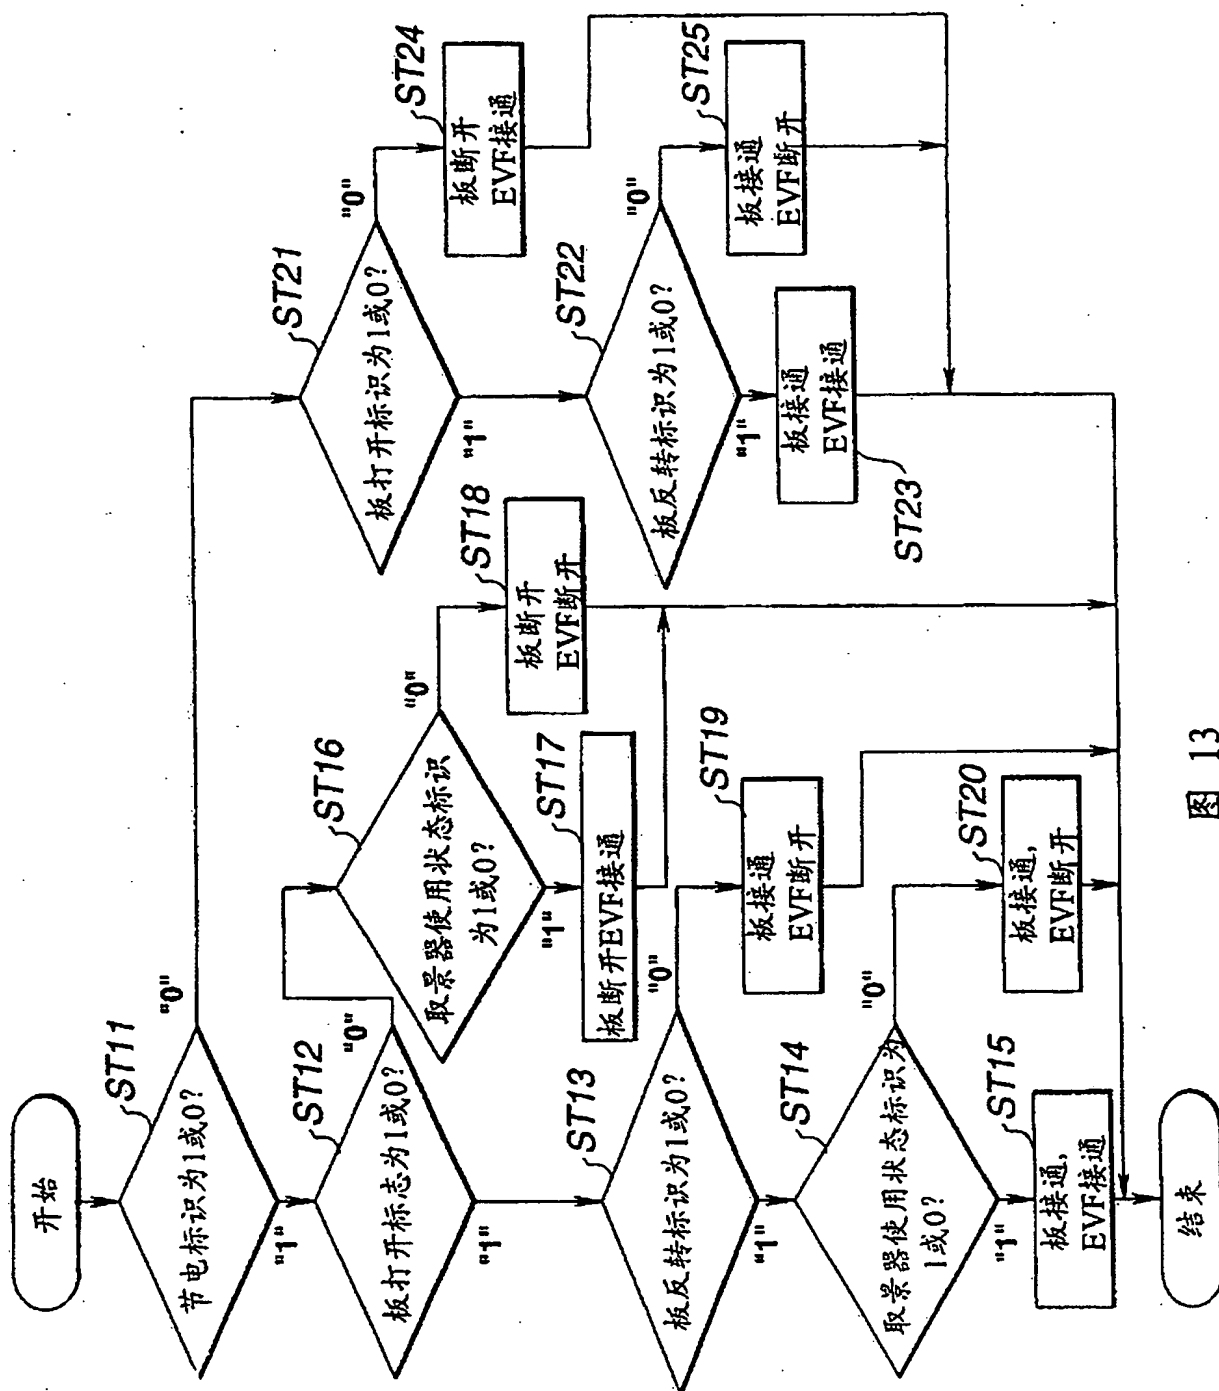 开始
ST11
节电标识为1或0?
"0"
"1"
ST12
板打开标志为1或0?
"0"
"1"
ST13
板反转标识为1或0?
"0"
"1"
ST14
取景器使用状态标识为
1或0?
"0"
"1"
ST15
板接通,
EVF接通
结束
ST16
取景器使用状态标识
为1或0?
"0"
"1"
ST17
板断开EVF接通
ST18
板断开
EVF断开
ST19
板接通
EVF断开
ST20
板接通,
EVF断开
ST21
板打开标识为1或0?
"0"
"1"
ST22
板反转标识为1或0?
"0"
"1"
ST23
板接通
EVF接通
ST24
板断开
EVF接通
ST25
板接通
EVF断开
图 13